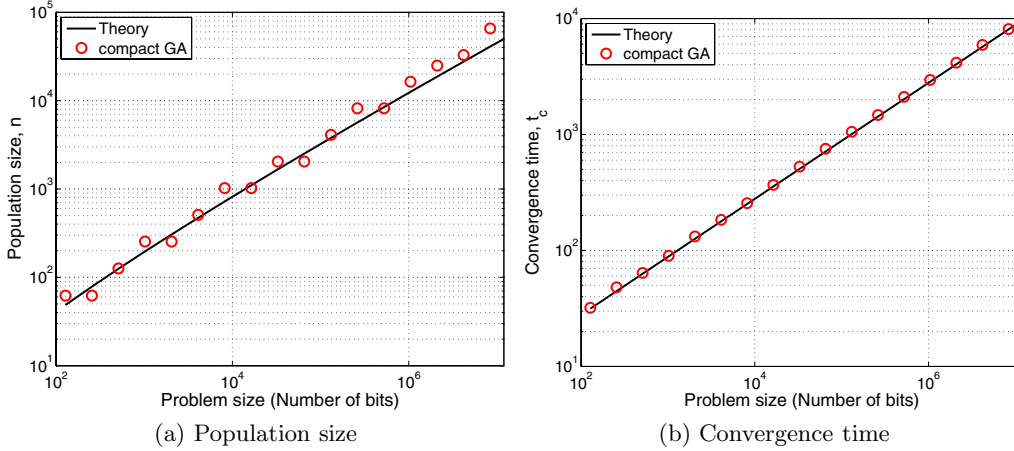 Theory
compact GA
10^5
10^4
10^3
10^2
10^1
Population size, n
10^2
10^4
10^6
Problem size (Number of bits)
(a) Population size
Theory
compact GA
10^4
10^3
10^2
10^1
Convergence time, t_c
10^2
10^4
10^6
Problem size (Number of bits)
(b) Convergence time